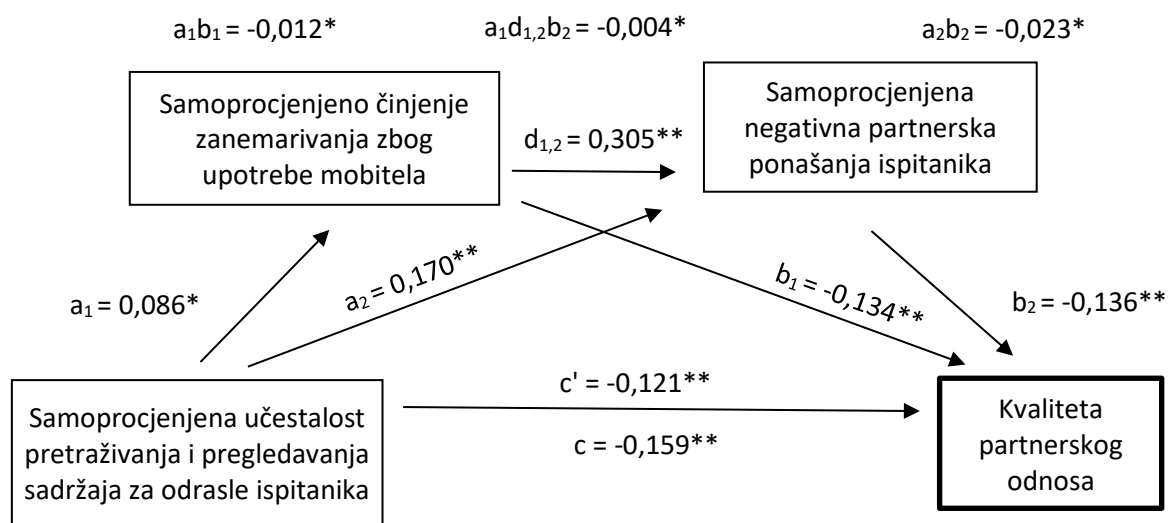 a₁b₁ = -0,012*
a₁d₁,₂b₂ = -0,004*
a₂b₂ = -0,023*
Samoprocjenjeno činjenje
zanemarivanja zbog
upotrebe mobitela
d₁,₂ = 0,305**
Samoprocjenjena
negativna partnerska
ponašanja ispitanika
a₁ = 0,086*
a₂ = 0,170**
b₁ = -0,134**
b₂ = -0,136**
Samoprocjenjena učestalost
pretraživanja i pregledavanja
sadržaja za odrasle ispitanika
c' = -0,121**
c = -0,159**
Kvaliteta
partnerskog
odnosa